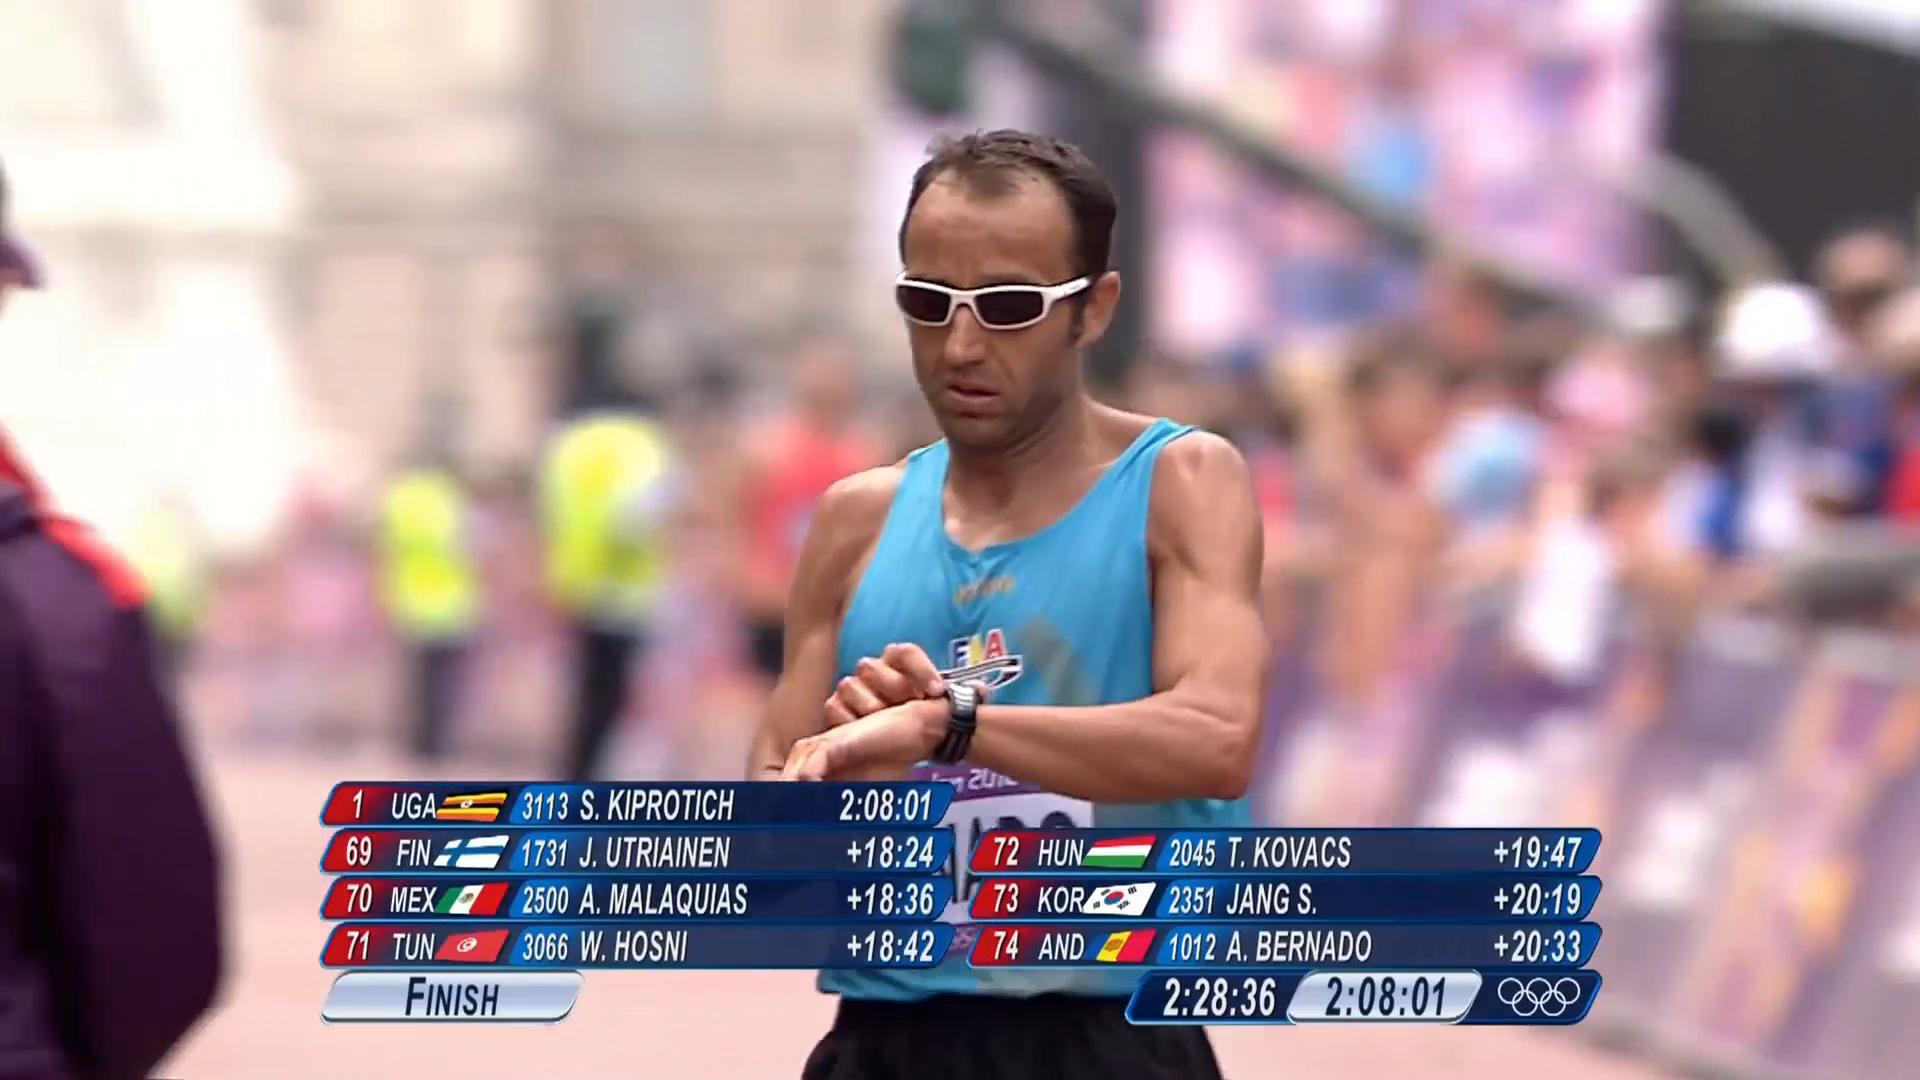 FAA
1 UGA 3113 S. KIPROTICH 2:08:01
69 FIN 1731 J. UTRIAINEN +18:24
70 MEX 2500 A. MALAQUIAS +18:36
71 TUN 3066 W. HOSNI +18:42
72 HUN 2045 T. KOVACS +19:47
73 KOR 2351 JANG S. +20:19
74 AND 1012 A. BERNADO +20:33
FINISH
2:28:36 2:08:01